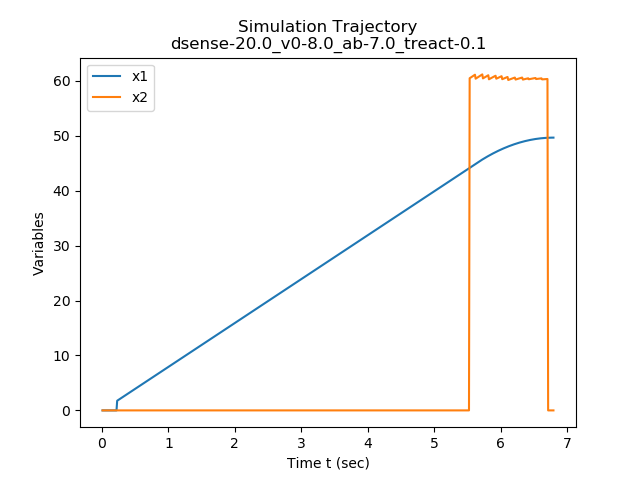 Simulation Trajectory
dsense-20.0_v0-8.0_ab-7.0_treact-0.1
x1
x2
60
50
40
30
20
10
0
Variables
0 1 2 3 4 5 6 7
Time t (sec)